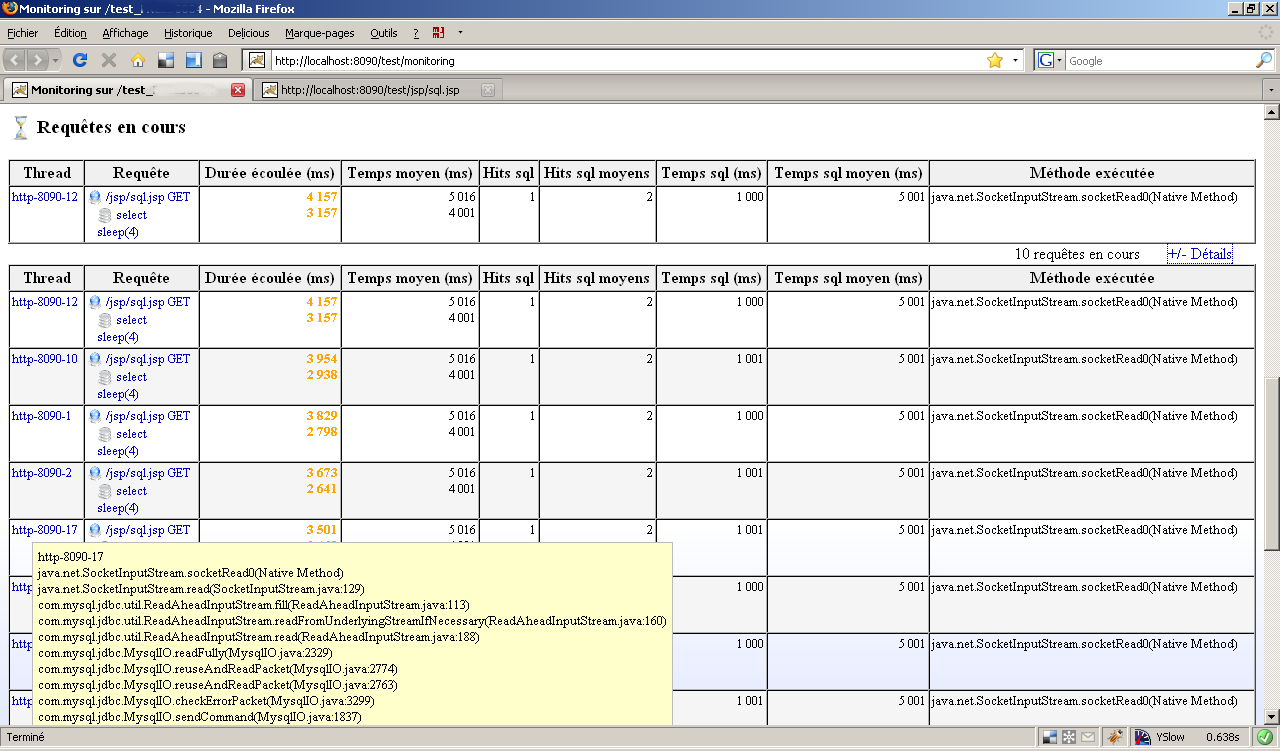 Monitoring sur /test_ - Mozilla Firefox
Fichier Édition Affichage Historique Delicious Marque-pages Outils ?
http://localhost:8090/test/monitoring Google
Monitoring sur /test_ http://localhost:8090/test/jsp/sql.jsp
Requêtes en cours
Thread Requête Durée écoulée (ms) Temps moyen (ms) Hits sql Hits sql moyens Temps sql (ms) Temps sql moyen (ms) Méthode exécutée
http-8090-12 /jsp/sql.jsp GET 4 157 5 016 1 2 1 000 5 001 java.net.SocketInputStream.socketRead0(Native Method)
select 3 157 4 001
sleep(4)
10 requêtes en cours +/- Détails
Thread Requête Durée écoulée (ms) Temps moyen (ms) Hits sql Hits sql moyens Temps sql (ms) Temps sql moyen (ms) Méthode exécutée
http-8090-12 /jsp/sql.jsp GET 4 157 5 016 1 2 1 000 5 001 java.net.SocketInputStream.socketRead0(Native Method)
select 3 157 4 001
sleep(4)
http-8090-10 /jsp/sql.jsp GET 3 954 5 016 1 2 1 001 5 001 java.net.SocketInputStream.socketRead0(Native Method)
select 2 938 4 001
sleep(4)
http-8090-1 /jsp/sql.jsp GET 3 829 5 016 1 2 1 000 5 001 java.net.SocketInputStream.socketRead0(Native Method)
select 2 798 4 001
sleep(4)
http-8090-2 /jsp/sql.jsp GET 3 673 5 016 1 2 1 001 5 001 java.net.SocketInputStream.socketRead0(Native Method)
select 2 641 4 001
sleep(4)
http-8090-17 /jsp/sql.jsp GET 3 501 5 016 1 2 1 001 5 001 java.net.SocketInputStream.socketRead0(Native Method)
http-8090-17
java.net.SocketInputStream.socketRead0(Native Method)
java.net.SocketInputStream.read(SocketInputStream.java:129)
http 1 000 5 001 java.net.SocketInputStream.socketRead0(Native Method)
com.mysql.jdbc.util.ReadAheadInputStream.fill(ReadAheadInputStream.java:113)
com.mysql.jdbc.util.ReadAheadInputStream.readFromUnderlyingStreamIfNecessary(ReadAheadInputStream.java:160)
com.mysql.jdbc.util.ReadAheadInputStream.read(ReadAheadInputStream.java:188)
http 1 000 5 001 java.net.SocketInputStream.socketRead0(Native Method)
com.mysql.jdbc.MysqlIO.readFully(MysqlIO.java:2329)
com.mysql.jdbc.MysqlIO.reuseAndReadPacket(MysqlIO.java:2774)
com.mysql.jdbc.MysqlIO.reuseAndReadPacket(MysqlIO.java:2763)
http 1 001 5 001 java.net.SocketInputStream.socketRead0(Native Method)
com.mysql.jdbc.MysqlIO.checkErrorPacket(MysqlIO.java:3299)
com.mysql.jdbc.MysqlIO.sendCommand(MysqlIO.java:1837)
Terminé YSlow 0.638s